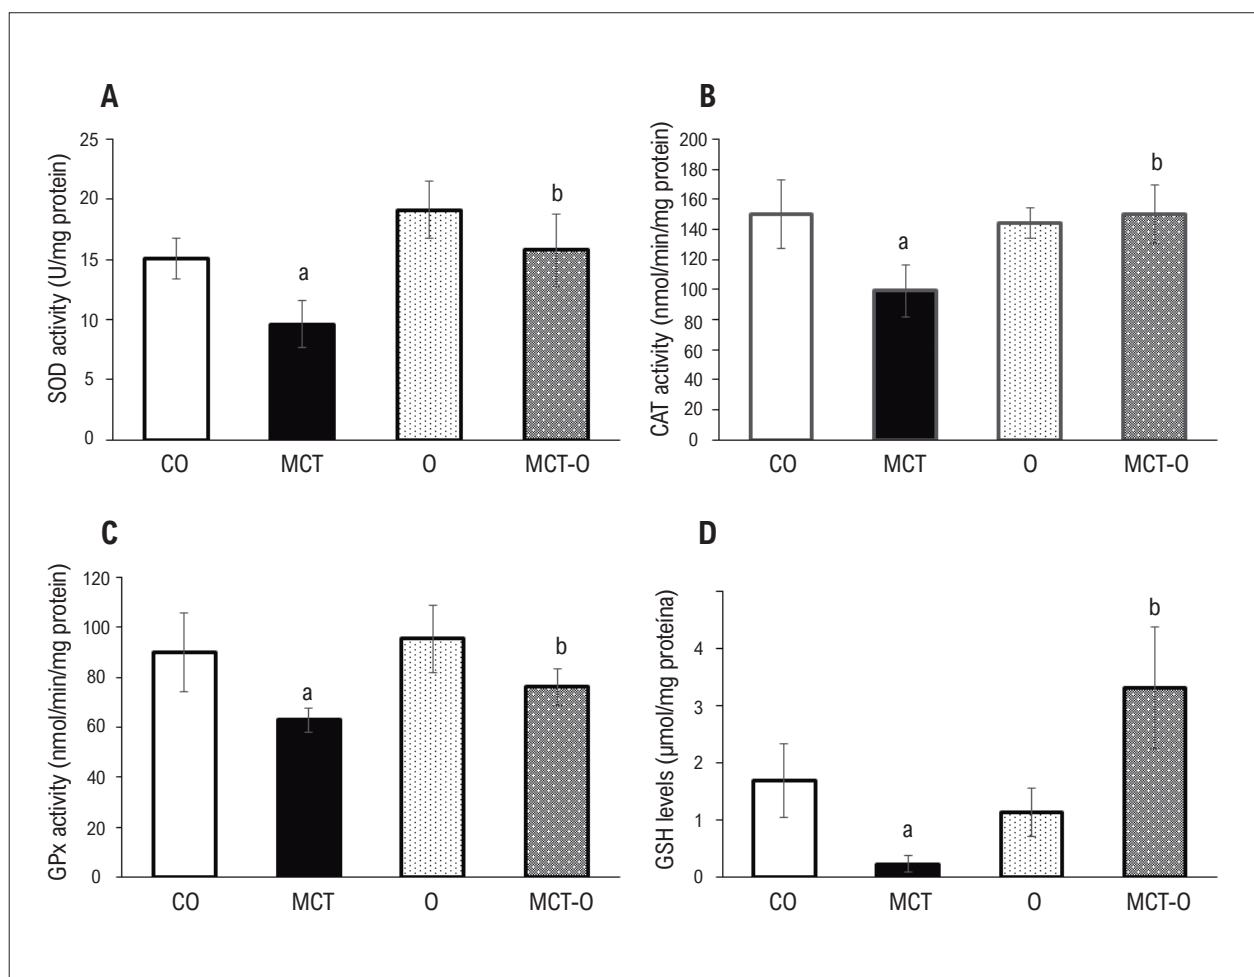 A
SOD activity (U/mg protein)
25
20
15
10
5
0
a
b
CO MCT O MCT-O
B
CAT activity (nmol/min/mg protein)
200
180
160
140
120
100
80
60
40
20
0
a
b
CO MCT O MCT-O
C
GPx activity (nmol/min/mg protein)
120
100
80
60
40
20
0
a
b
CO MCT O MCT-O
D
GSH levels (µmol/mg proteína)
4
3
2
1
0
a
b
CO MCT O MCT-O